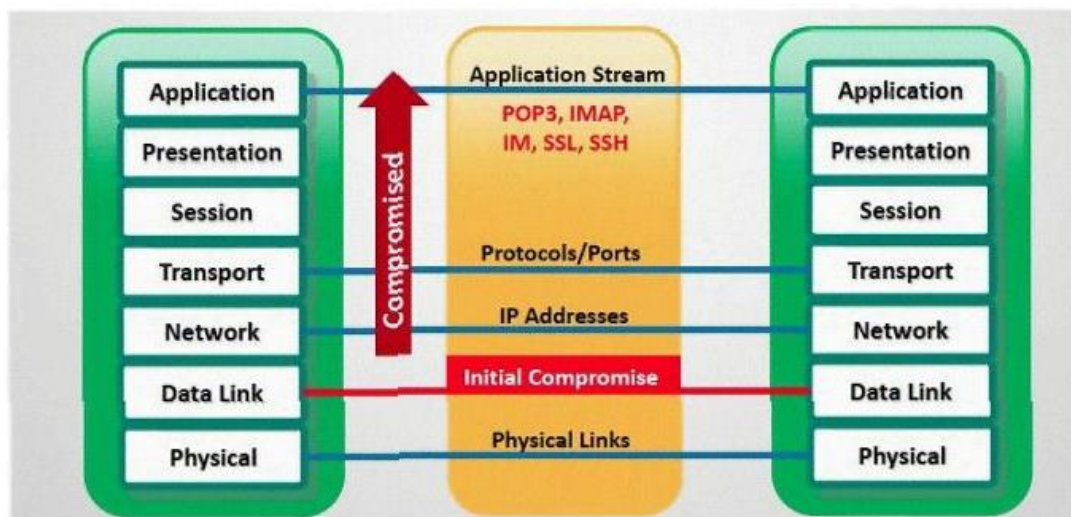 Application
Presentation
Session
Transport
Network
Data Link
Physical
Compromised
Application Stream
POP3, IMAP,
IM, SSL, SSH
Protocols/Ports
IP Addresses
Initial Compromise
Physical Links
Application
Presentation
Session
Transport
Network
Data Link
Physical